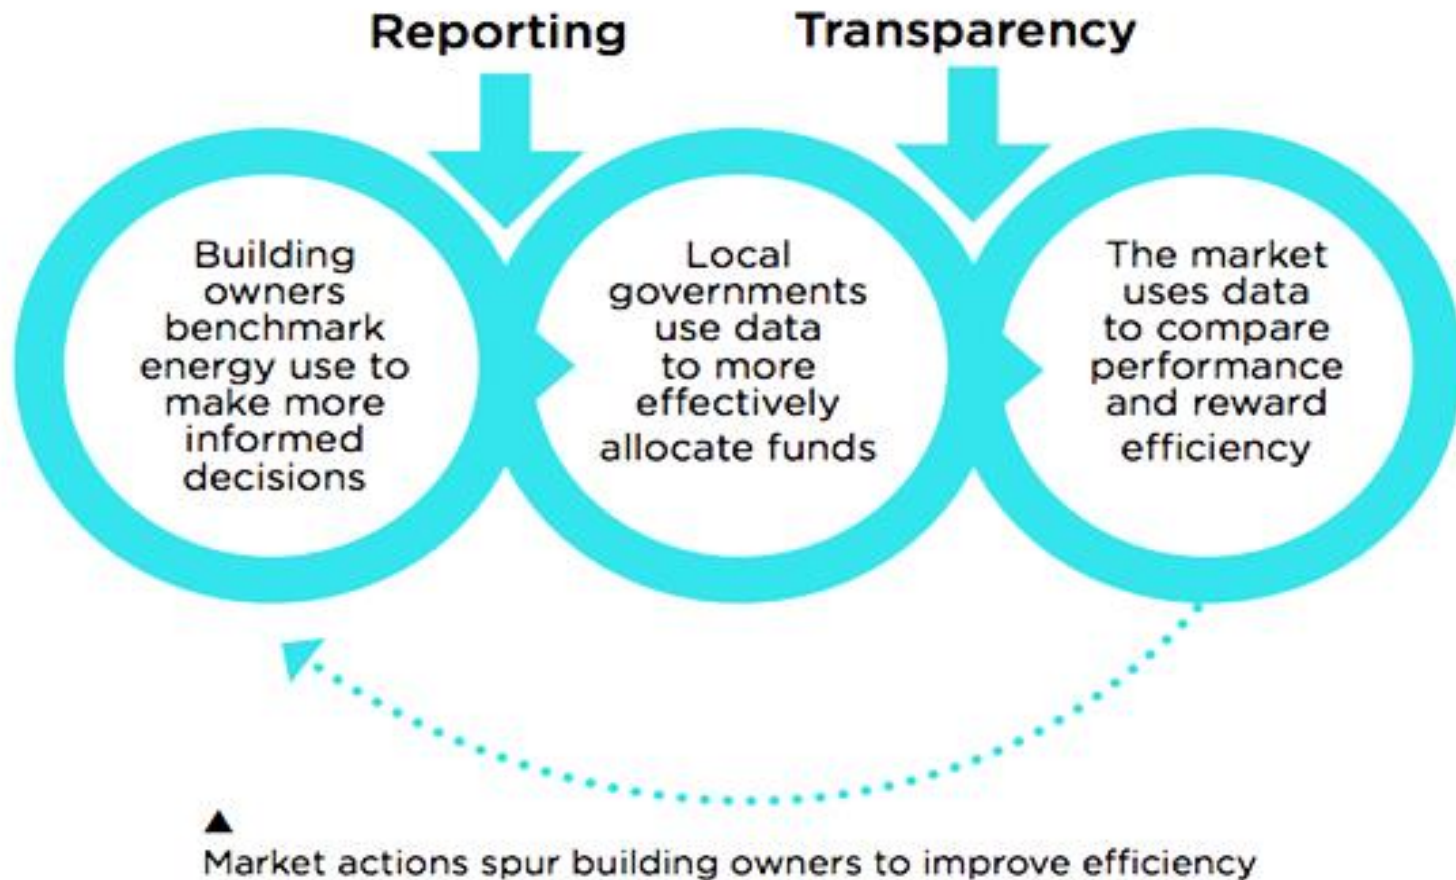 Reporting
Transparency
Building
owners
benchmark
energy use to
make more
informed
decisions
Local
governments
use data
to more
effectively
allocate funds
The market
uses data
to compare
performance
and reward
efficiency
Market actions spur building owners to improve efficiency